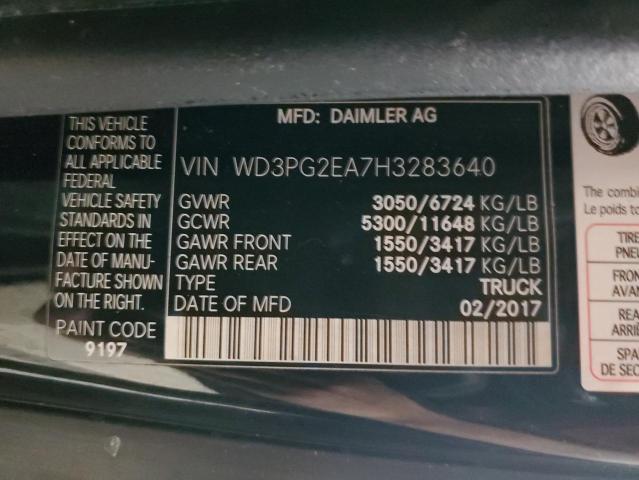 MFD: DAIMLER AG
THIS VEHICLE
CONFORMS TO
ALL APPLICABLE
FEDERAL
VEHICLE SAFETY
STANDARDS IN
EFFECT ON THE
DATE OF MANU-
FACTURE SHOWN
ON THE RIGHT.
PAINT CODE
9197
VIN WD3PG2EA7H3283640
GVWR 3050/6724 KG/LB
GCWR 5300/11648 KG/LB
GAWR FRONT 1550/3417 KG/LB
GAWR REAR 1550/3417 KG/LB
TYPE TRUCK
DATE OF MFD 02/2017
The combi
Le poids to
TIRE
PNEU
FRON
AVAN
REA
ARRIÈ
SPA
DE SEC